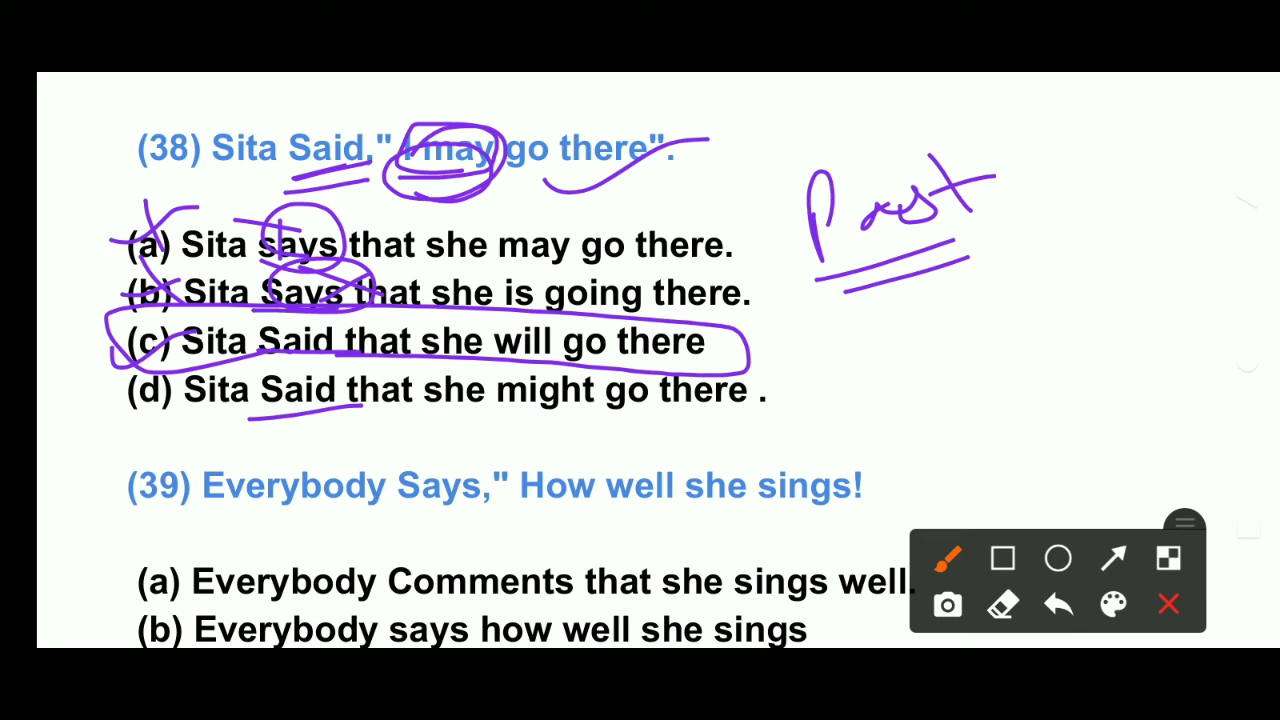 (38) Sita Said," I may go there".
Past
(a) Sita says that she may go there.
(b) Sita Says that she is going there.
(c) Sita Said that she will go there
(d) Sita Said that she might go there .
(39) Everybody Says," How well she sings!
(a) Everybody Comments that she sings well.
(b) Everybody says how well she sings